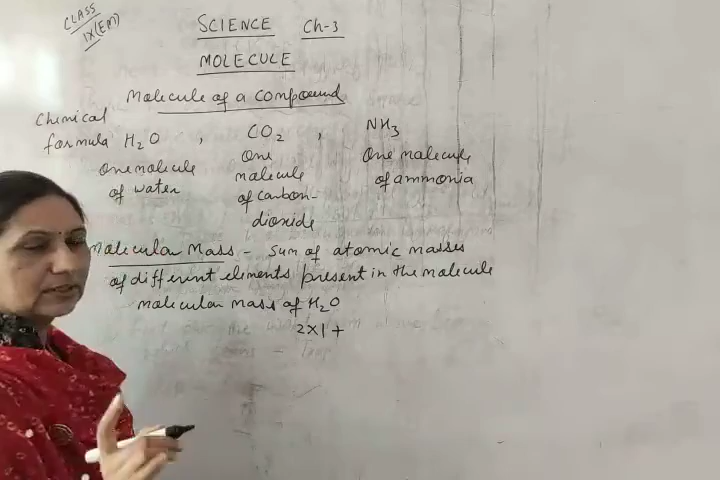 CLASS
IX(EM)
SCIENCE Ch-3
MOLECULE
Molecule of a compound
Chemical
formula H2O , CO2 , NH3
One molecule
of water
One
molecule
of carbon-
dioxide
One molecule
of ammonia
Molecular Mass - Sum of atomic masses
of different elements present in the molecule
molecular mass of H2O
2×1+